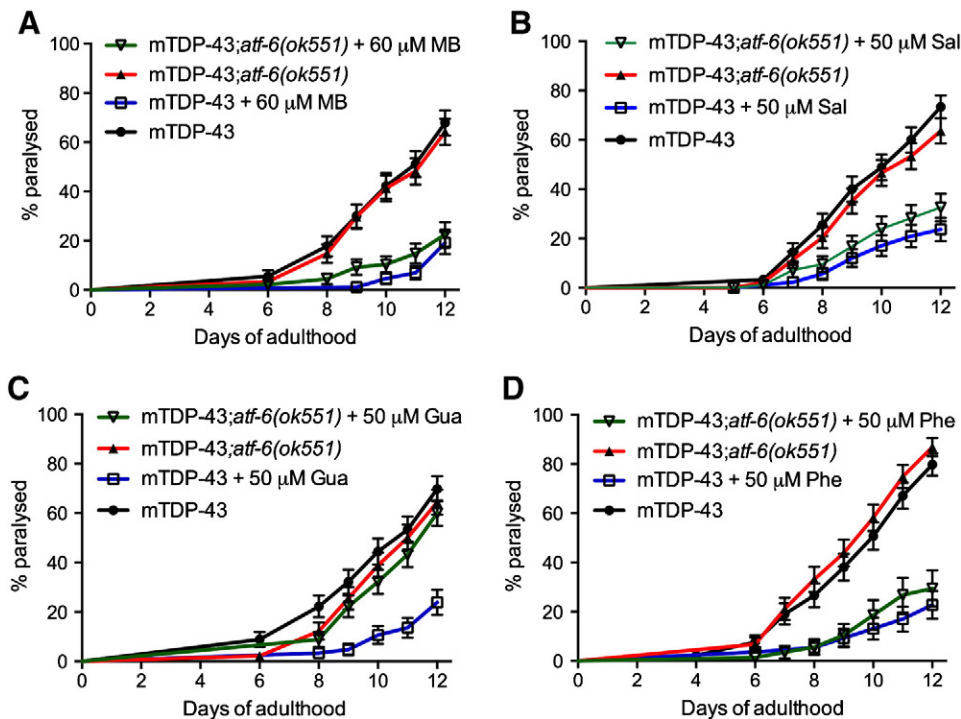 A
mTDP-43;atf-6(ok551) + 60 μM MB
mTDP-43;atf-6(ok551)
mTDP-43 + 60 μM MB
mTDP-43
% paralysed
100
80
60
40
20
0
0 2 4 6 8 10 12
Days of adulthood
B
mTDP-43;atf-6(ok551) + 50 μM Sal
mTDP-43;atf-6(ok551)
mTDP-43 + 50 μM Sal
mTDP-43
% paralysed
100
80
60
40
20
0
0 2 4 6 8 10 12
Days of adulthood
C
mTDP-43;atf-6(ok551) + 50 μM Gua
mTDP-43;atf-6(ok551)
mTDP-43 + 50 μM Gua
mTDP-43
% paralysed
100
80
60
40
20
0
0 2 4 6 8 10 12
Days of adulthood
D
mTDP-43;atf-6(ok551) + 50 μM Phe
mTDP-43;atf-6(ok551)
mTDP-43 + 50 μM Phe
mTDP-43
% paralysed
100
80
60
40
20
0
0 2 4 6 8 10 12
Days of adulthood